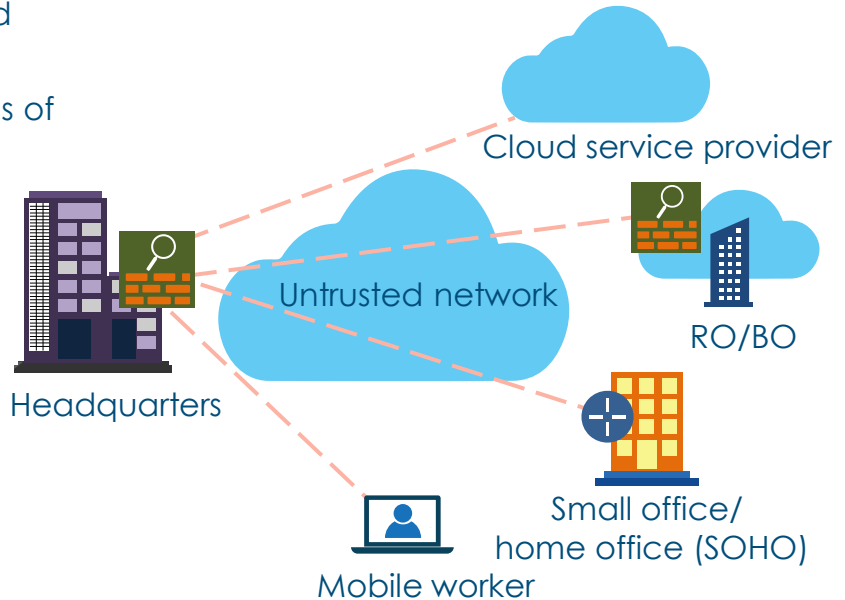 s of
Cloud service provider
Untrusted network
RO/BO
Headquarters
Small office/
home office (SOHO)
Mobile worker